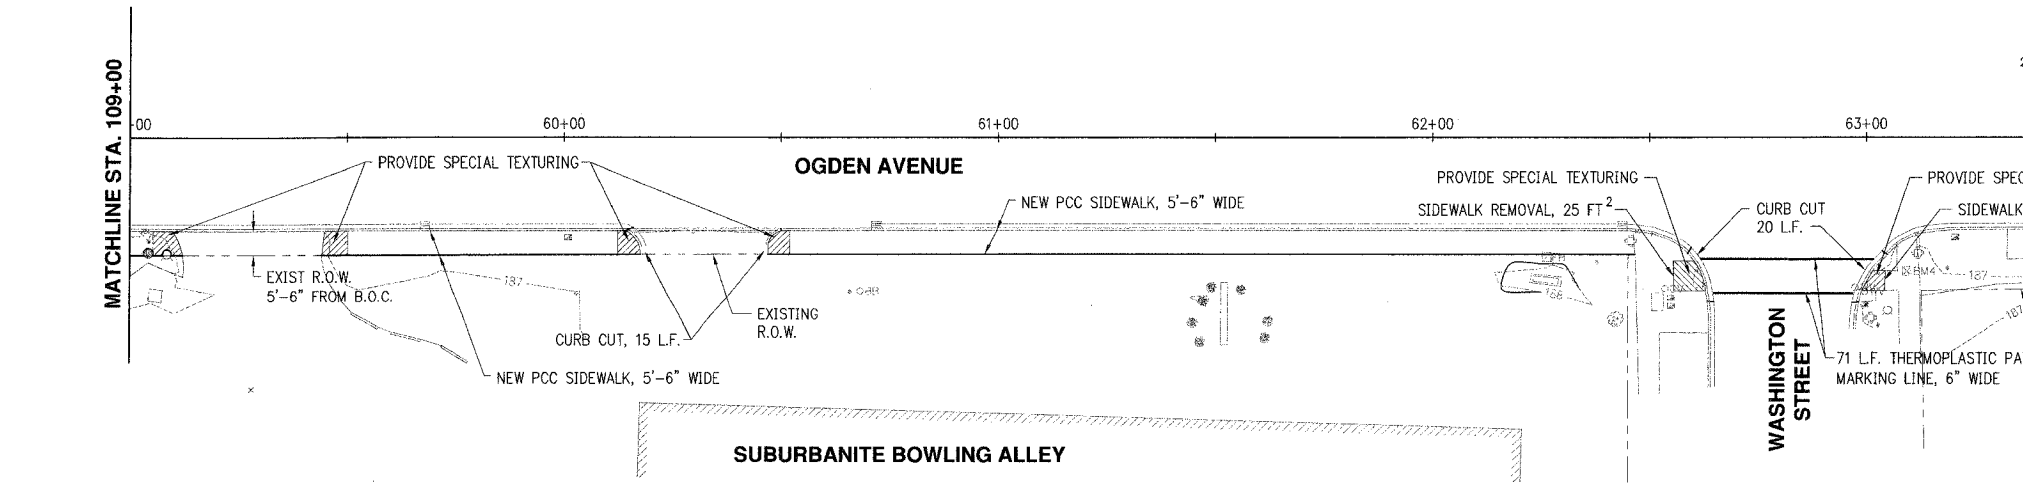 MATCHLINE STA. 109+00
00
60+00
61+00
62+00
63+00
PROVIDE SPECIAL TEXTURING
OGDEN AVENUE
PROVIDE SPECIAL TEXTURING
PROVIDE SPEC
NEW PCC SIDEWALK, 5'-6" WIDE
SIDEWALK REMOVAL, 25 FT2
CURB CUT
20 L.F.
SIDEWALK
EXIST R.O.W.
5'-6" FROM B.O.C.
187
BM4
187
186
187
EXISTING
R.O.W.
CURB CUT, 15 L.F.
NEW PCC SIDEWALK, 5'-6" WIDE
WASHINGTON
STREET
71 L.F. THERMOPLASTIC PA
MARKING LINE, 6" WIDE
SUBURBANITE BOWLING ALLEY